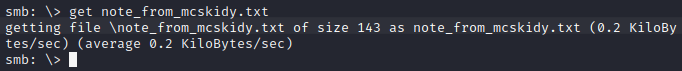 smb: \> get note_from_mcskidy.txt
getting file \note_from_mcskidy.txt of size 143 as note_from_mcskidy.txt (0.2 KiloBy
tes/sec) (average 0.2 KiloBytes/sec)
smb: \>